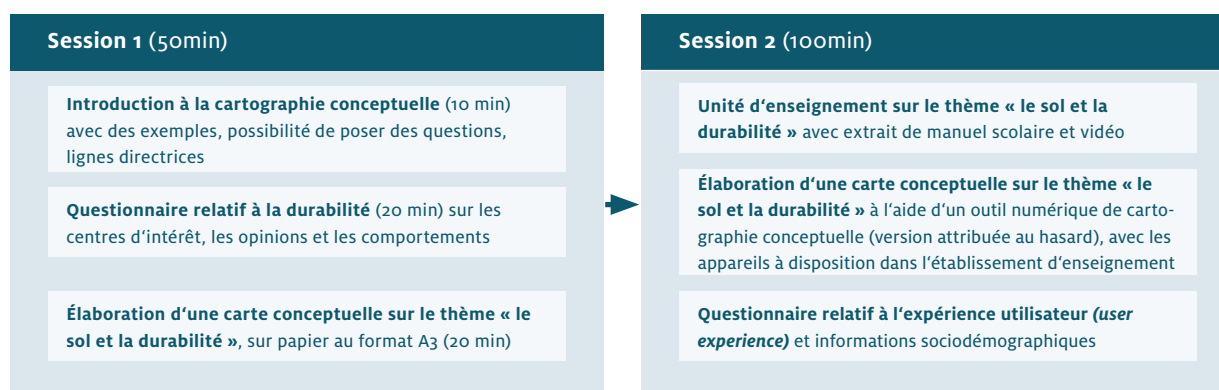 Session 1 (50min)
Introduction à la cartographie conceptuelle (10 min)
avec des exemples, possibilité de poser des questions,
lignes directrices
Questionnaire relatif à la durabilité (20 min) sur les
centres d‘intérêt, les opinions et les comportements
Élaboration d‘une carte conceptuelle sur le thème « le
sol et la durabilité », sur papier au format A3 (20 min)
Session 2 (100min)
Unité d‘enseignement sur le thème « le sol et la
durabilité » avec extrait de manuel scolaire et vidéo
Élaboration d‘une carte conceptuelle sur le thème « le
sol et la durabilité » à l‘aide d‘un outil numérique de carto-
graphie conceptuelle (version attribuée au hasard), avec les
appareils à disposition dans l‘établissement d‘enseignement
Questionnaire relatif à l‘expérience utilisateur (user
experience) et informations sociodémographiques